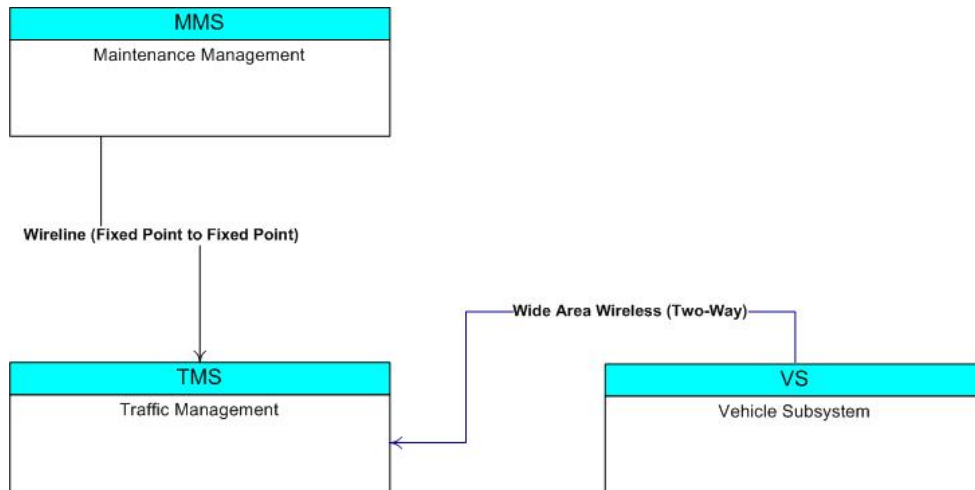 MMS
Maintenance Management
Wireline (Fixed Point to Fixed Point)
Wide Area Wireless (Two-Way)
TMS
Traffic Management
VS
Vehicle Subsystem